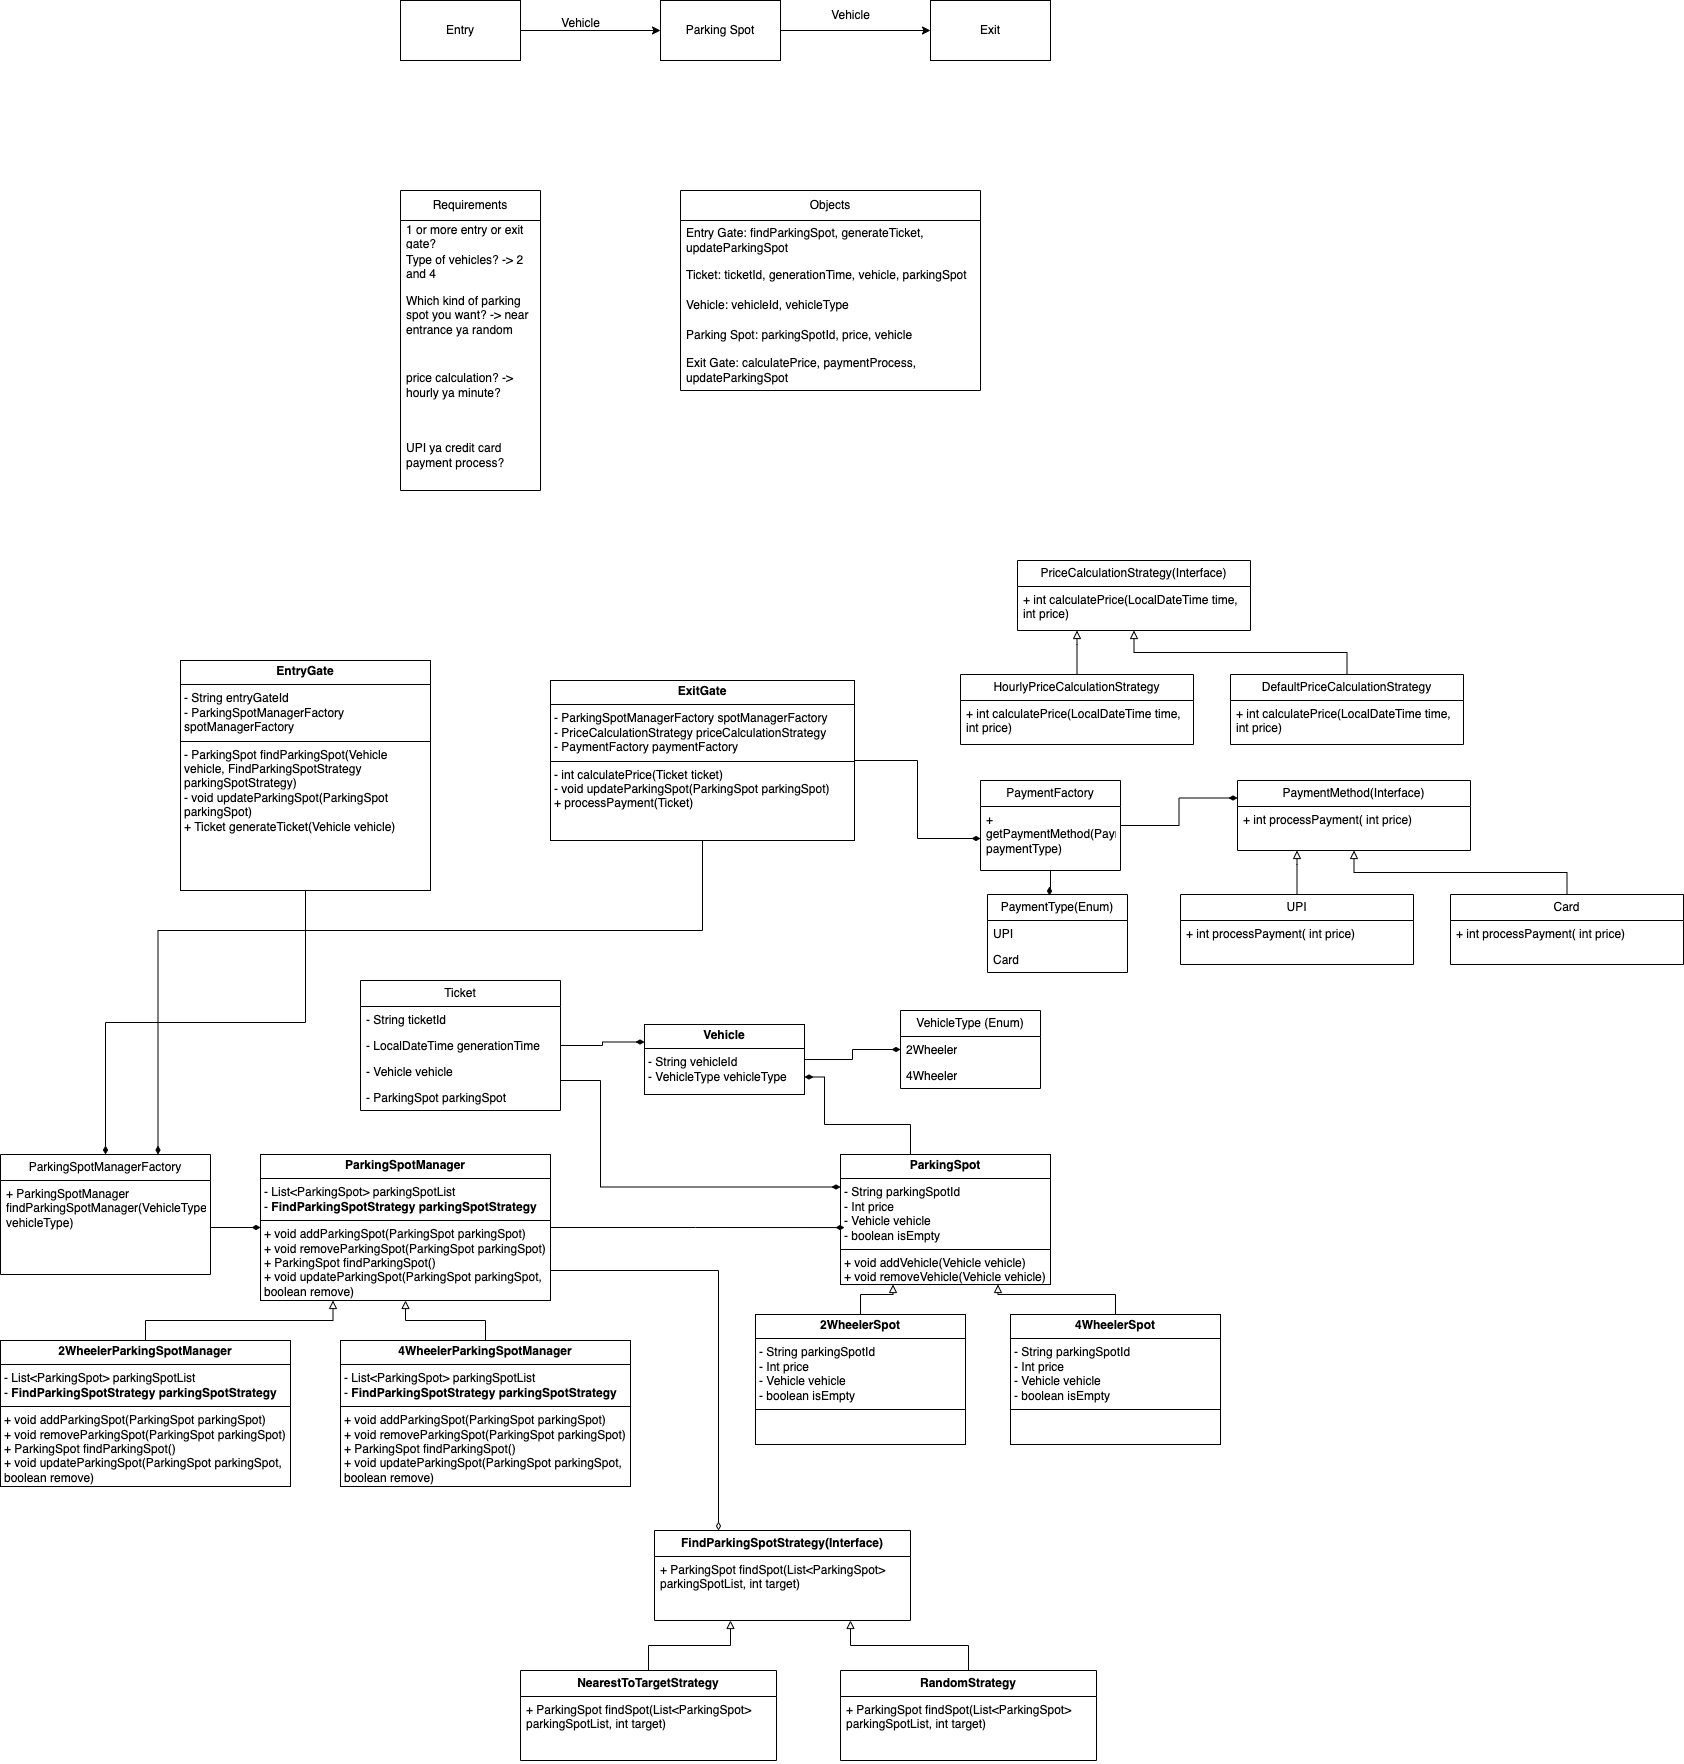 Entry
Vehicle
Parking Spot
Vehicle
Exit
Requirements
1 or more entry or exit
gate?
Type of vehicles? -> 2
and 4
Which kind of parking
spot you want? -> near
entrance ya random
price calculation? ->
hourly ya minute?
UPI ya credit card
payment process?
Objects
Entry Gate: findParkingSpot, generateTicket,
updateParkingSpot
Ticket: ticketId, generationTime, vehicle, parkingSpot
Vehicle: vehicleId, vehicleType
Parking Spot: parkingSpotId, price, vehicle
Exit Gate: calculatePrice, paymentProcess,
updateParkingSpot
PriceCalculationStrategy(Interface)
+ int calculatePrice(LocalDateTime time,
int price)
HourlyPriceCalculationStrategy
+ int calculatePrice(LocalDateTime time,
int price)
DefaultPriceCalculationStrategy
+ int calculatePrice(LocalDateTime time,
int price)
EntryGate
- String entryGateId
- ParkingSpotManagerFactory
spotManagerFactory
- ParkingSpot findParkingSpot(Vehicle
vehicle, FindParkingSpotStrategy
parkingSpotStrategy)
- void updateParkingSpot(ParkingSpot
parkingSpot)
+ Ticket generateTicket(Vehicle vehicle)
ExitGate
- ParkingSpotManagerFactory spotManagerFactory
- PriceCalculationStrategy priceCalculationStrategy
- PaymentFactory paymentFactory
- int calculatePrice(Ticket ticket)
- void updateParkingSpot(ParkingSpot parkingSpot)
+ processPayment(Ticket)
PaymentFactory
+
getPaymentMethod(Pay
paymentType)
PaymentMethod(Interface)
+ int processPayment( int price)
PaymentType(Enum)
UPI
Card
UPI
+ int processPayment( int price)
Card
+ int processPayment( int price)
Ticket
- String ticketId
- LocalDateTime generationTime
- Vehicle vehicle
- ParkingSpot parkingSpot
Vehicle
- String vehicleId
- VehicleType vehicleType
VehicleType (Enum)
2Wheeler
4Wheeler
ParkingSpotManagerFactory
+ ParkingSpotManager
findParkingSpotManager(VehicleType
vehicleType)
ParkingSpotManager
- List<ParkingSpot> parkingSpotList
- FindParkingSpotStrategy parkingSpotStrategy
+ void addParkingSpot(ParkingSpot parkingSpot)
+ void removeParkingSpot(ParkingSpot parkingSpot)
+ ParkingSpot findParkingSpot()
+ void updateParkingSpot(ParkingSpot parkingSpot,
boolean remove)
ParkingSpot
- String parkingSpotId
- Int price
- Vehicle vehicle
- boolean isEmpty
+ void addVehicle(Vehicle vehicle)
+ void removeVehicle(Vehicle vehicle)
2WheelerParkingSpotManager
- List<ParkingSpot> parkingSpotList
- FindParkingSpotStrategy parkingSpotStrategy
+ void addParkingSpot(ParkingSpot parkingSpot)
+ void removeParkingSpot(ParkingSpot parkingSpot)
+ ParkingSpot findParkingSpot()
+ void updateParkingSpot(ParkingSpot parkingSpot,
boolean remove)
4WheelerParkingSpotManager
- List<ParkingSpot> parkingSpotList
- FindParkingSpotStrategy parkingSpotStrategy
+ void addParkingSpot(ParkingSpot parkingSpot)
+ void removeParkingSpot(ParkingSpot parkingSpot)
+ ParkingSpot findParkingSpot()
+ void updateParkingSpot(ParkingSpot parkingSpot,
boolean remove)
2WheelerSpot
- String parkingSpotId
- Int price
- Vehicle vehicle
- boolean isEmpty
4WheelerSpot
- String parkingSpotId
- Int price
- Vehicle vehicle
- boolean isEmpty
FindParkingSpotStrategy(Interface)
+ ParkingSpot findSpot(List<ParkingSpot>
parkingSpotList, int target)
NearestToTargetStrategy
+ ParkingSpot findSpot(List<ParkingSpot>
parkingSpotList, int target)
RandomStrategy
+ ParkingSpot findSpot(List<ParkingSpot>
parkingSpotList, int target)